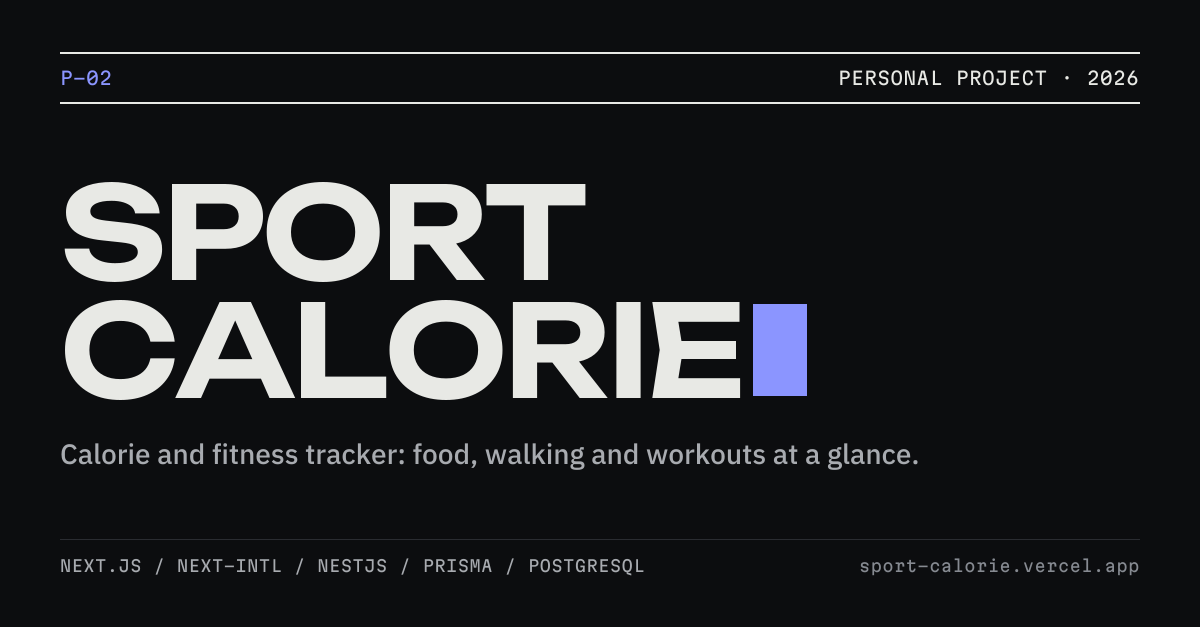 P-02
PERSONAL PROJECT · 2026
SPORT
CALORIE
Calorie and fitness tracker: food, walking and workouts at a glance.
NEXT.JS / NEXT-INTL / NESTJS / PRISMA / POSTGRESQL
sport-calorie.vercel.app